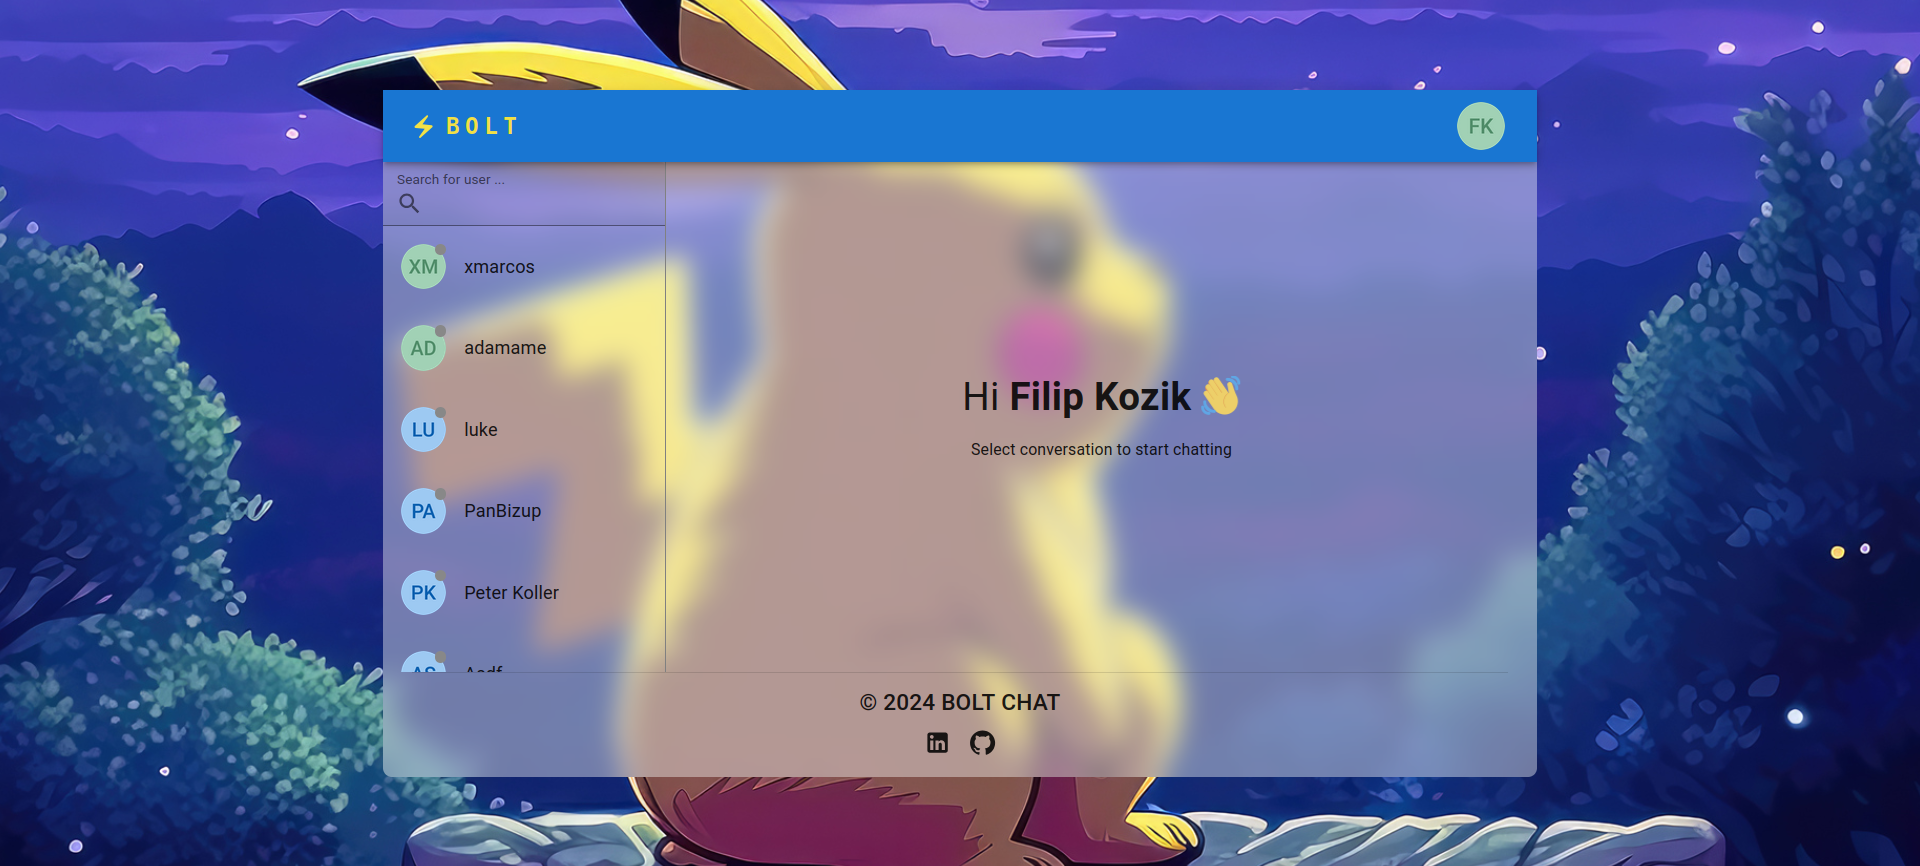 BOLT
FK
Search for user ...
XM xmarcos
AD adamame
LU luke
PA PanBizup
PK Peter Koller
Hi Filip Kozik 👋
Select conversation to start chatting
© 2024 BOLT CHAT
in